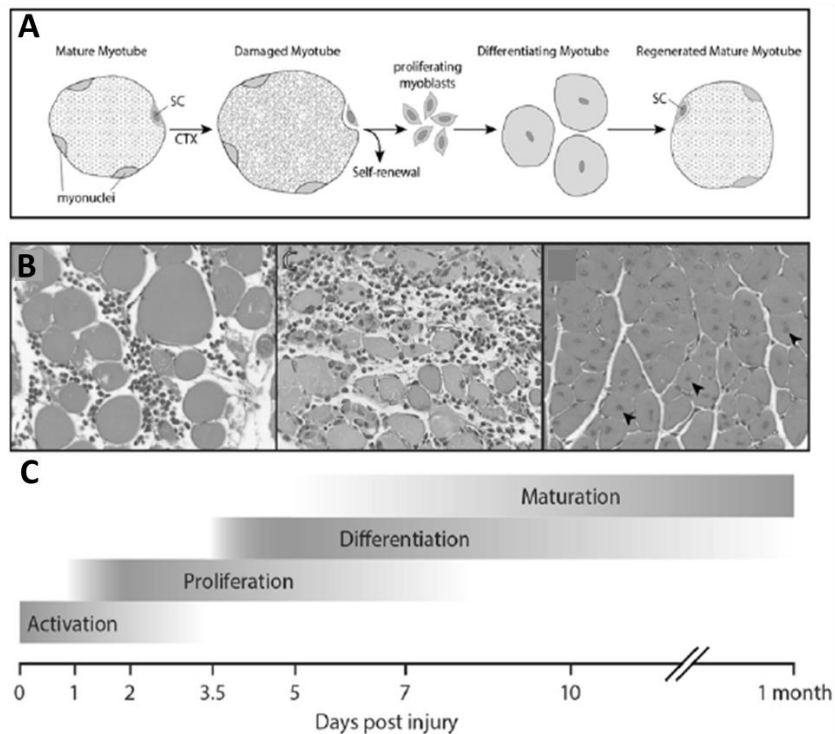 A
Mature Myotube
Damaged Myotube
proliferating
myoblasts
Differentiating Myotube
Regenerated Mature Myotube
SC
CTX
myonuclei
Self-renewal
SC
B
C
C
Maturation
Differentiation
Proliferation
Activation
0 1 2 3.5 5 7 10 1 month
Days post injury